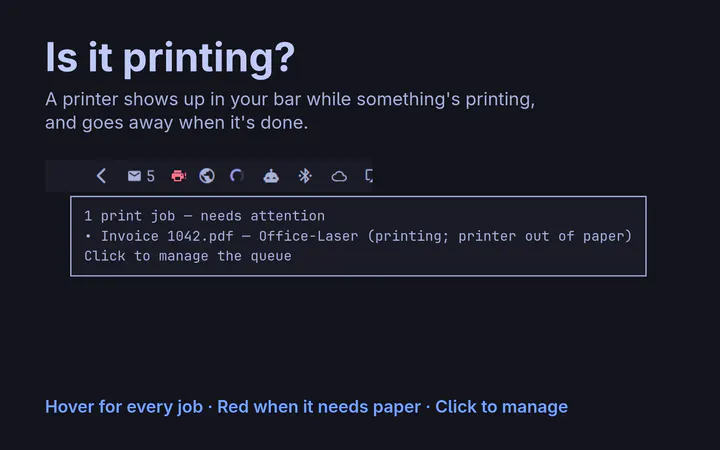 Is it printing?
A printer shows up in your bar while something's printing,
and goes away when it's done.
5
1 print job — needs attention
• Invoice 1042.pdf — Office-Laser (printing; printer out of paper)
Click to manage the queue
Hover for every job · Red when it needs paper · Click to manage